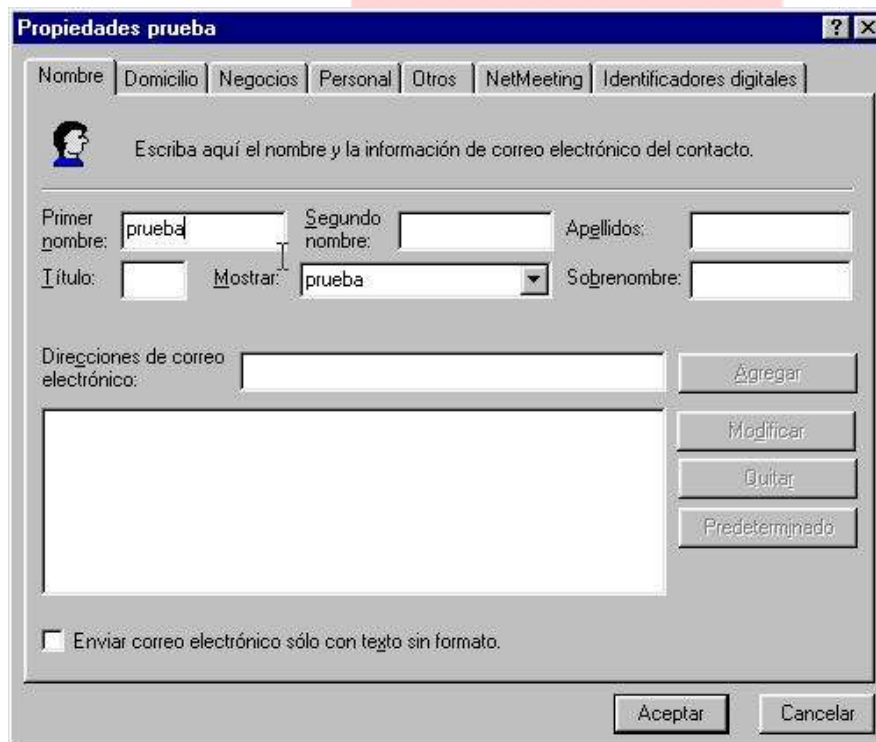 Propiedades prueba
Nombre Domicilio Negocios Personal Otros NetMeeting Identificadores digitales
Escriba aquí el nombre y la información de correo electrónico del contacto.
Primer nombre: prueba Segundo nombre: Apellidos:
Título: Mostrar: prueba Sobrenombre:
Direcciones de correo electrónico: Agregar
Modificar
Quitar
Predeterminado
Enviar correo electrónico sólo con texto sin formato.
Aceptar Cancelar